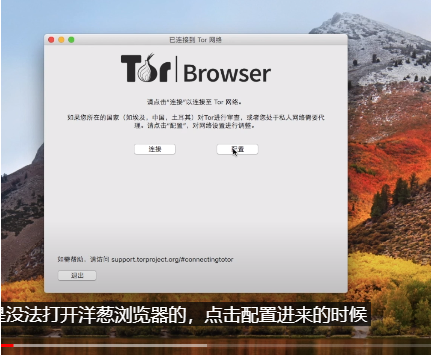 已连接到 Tor 网络
Tor Browser
请点击“连接”以连接至 Tor 网络。
如果您所在的国家（如埃及，中国，土耳其）对Tor进行审查，或者您处于私人网络需要代
理。请点击“配置”，对网络设置进行调整。
连接
配置
如需帮助，请访问 support.torproject.org/#connectingtotor
退出
是没法打开洋葱浏览器的，点击配置进来的时候